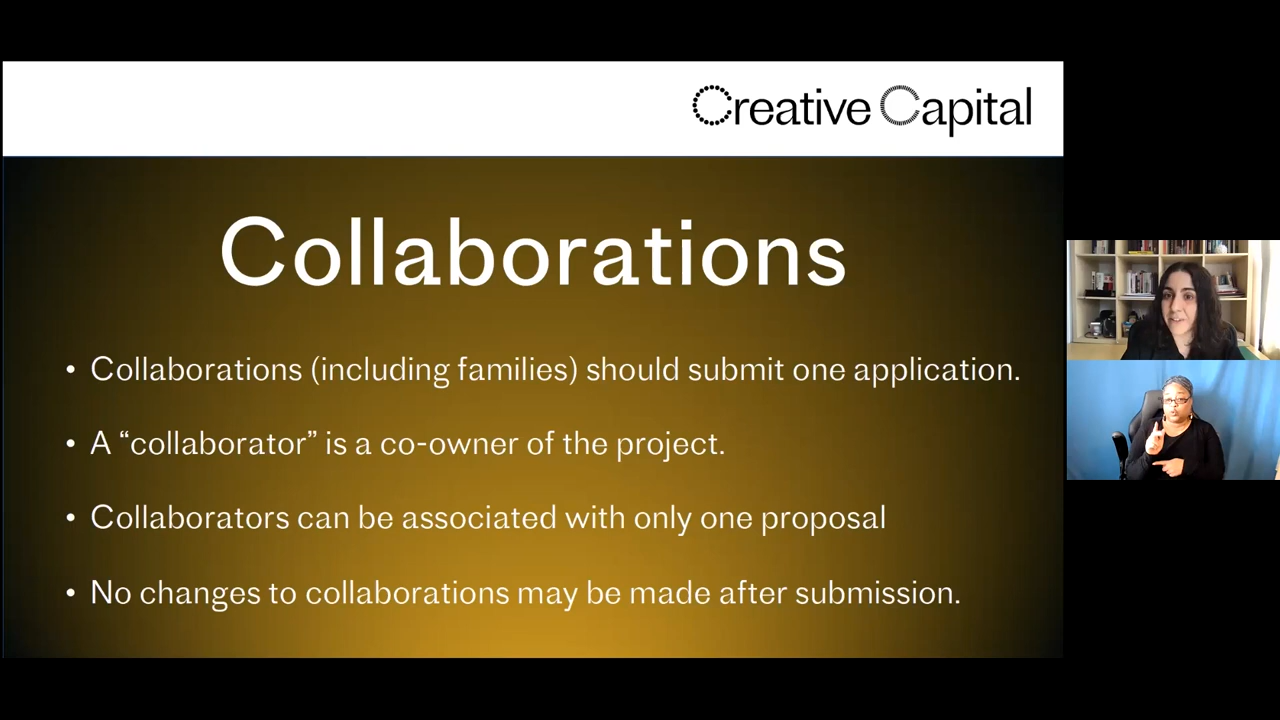 Creative Capital
Collaborations
• Collaborations (including families) should submit one application.
• A “collaborator” is a co-owner of the project.
• Collaborators can be associated with only one proposal
• No changes to collaborations may be made after submission.